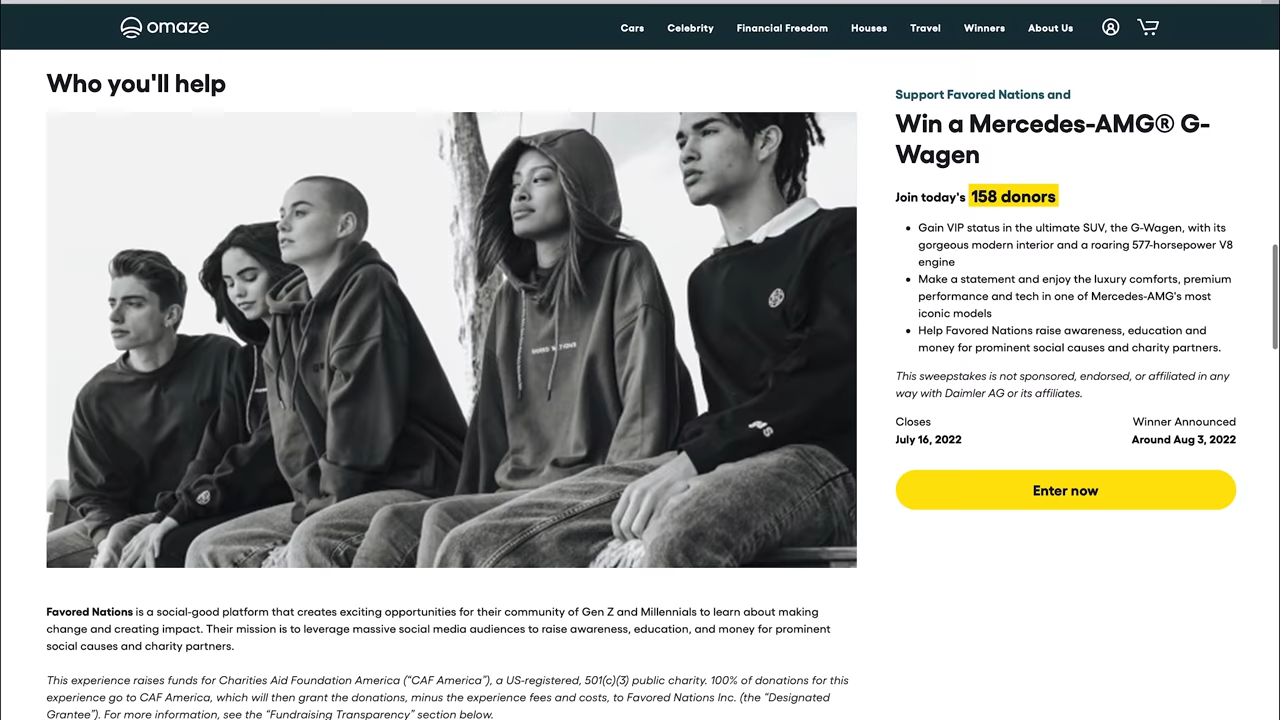 omaze
Cars Celebrity Financial Freedom Houses Travel Winners About Us
Who you'll help
Favored Nations is a social-good platform that creates exciting opportunities for their community of Gen Z and Millennials to learn about making
change and creating impact. Their mission is to leverage massive social media audiences to raise awareness, education, and money for prominent
social causes and charity partners.
This experience raises funds for Charities Aid Foundation America (“CAF America”), a US-registered, 501(c)(3) public charity. 100% of donations for this
experience go to CAF America, which will then grant the donations, minus the experience fees and costs, to Favored Nations Inc. (the “Designated
Grantee”). For more information, see the “Fundraising Transparency” section below.
Support Favored Nations and
Win a Mercedes-AMG® G-
Wagen
Join today's 158 donors
• Gain VIP status in the ultimate SUV, the G-Wagen, with its
gorgeous modern interior and a roaring 577-horsepower V8
engine
• Make a statement and enjoy the luxury comforts, premium
performance and tech in one of Mercedes-AMG's most
iconic models
• Help Favored Nations raise awareness, education and
money for prominent social causes and charity partners.
This sweepstakes is not sponsored, endorsed, or affiliated in any
way with Daimler AG or its affiliates.
Closes Winner Announced
July 16, 2022 Around Aug 3, 2022
Enter now